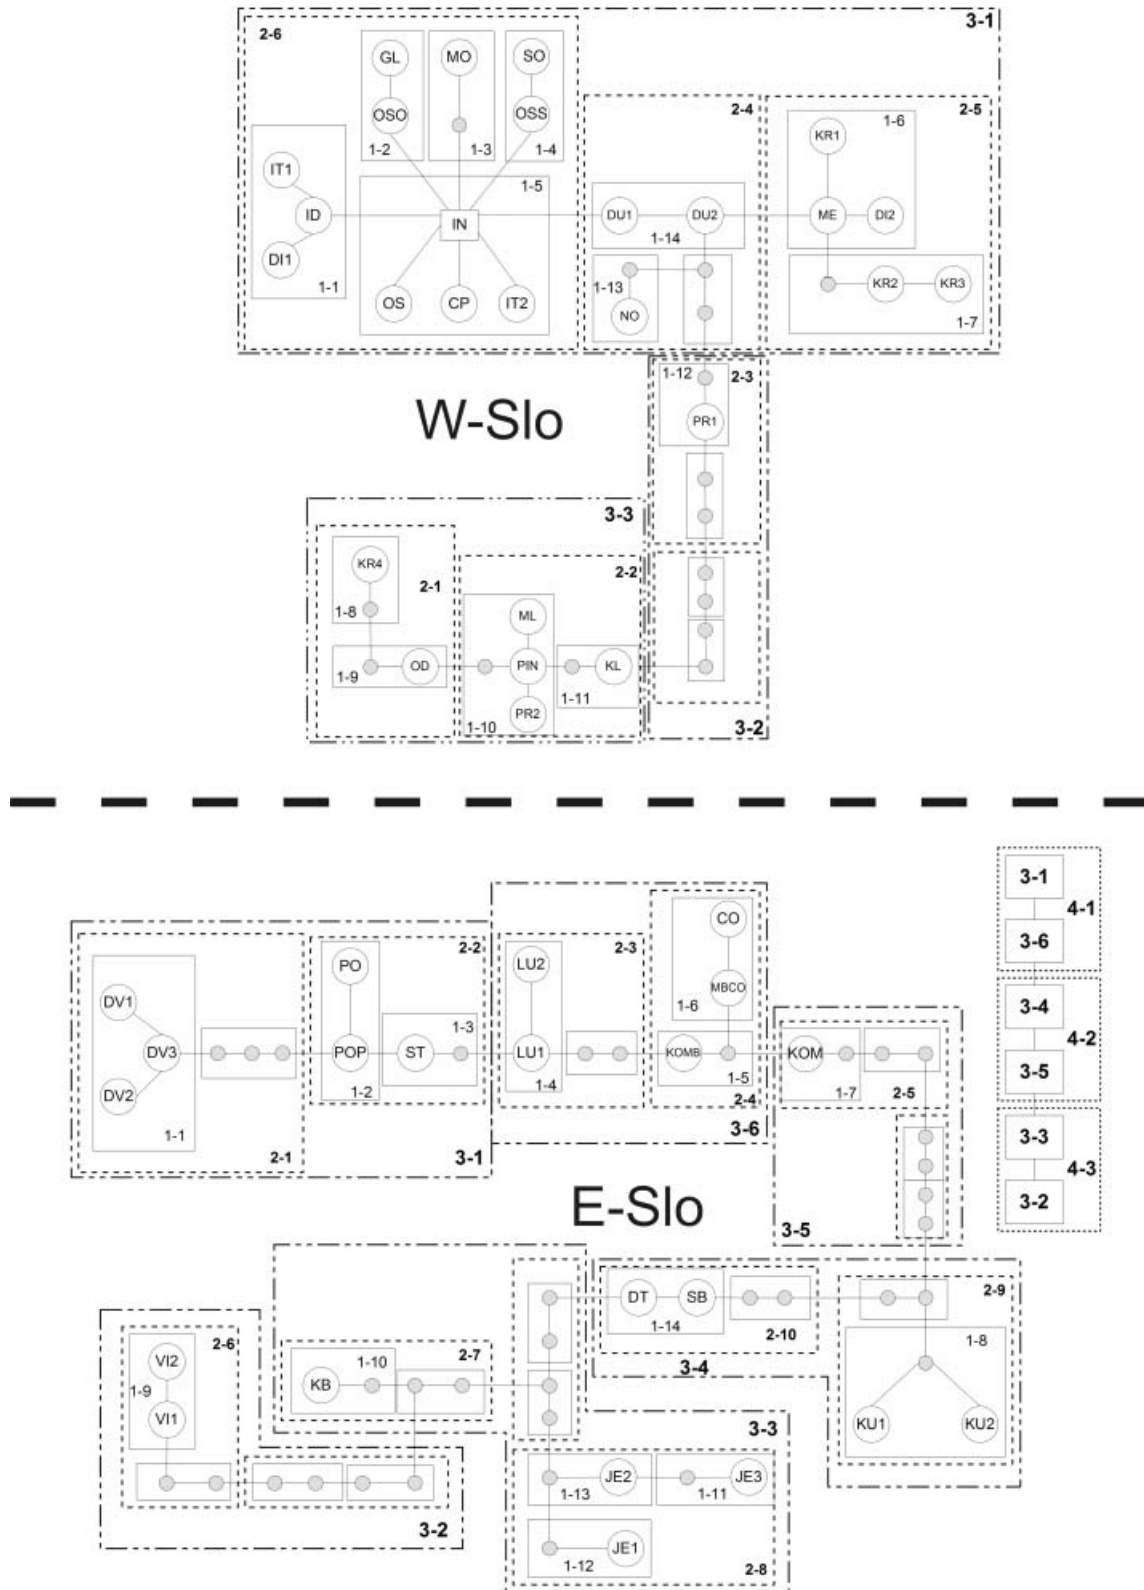 3-1
2-6
GL
MO
SO
OSO
OSS
1-2
1-3
1-4
2-4
2-5
1-6
KR1
IT1
ID
DI1
1-1
1-5
IN
OS
CP
IT2
DU1
DU2
1-14
ME
DI2
1-13
NO
KR2
KR3
1-7
W-Slo
1-12
2-3
PR1
3-3
KR4
2-1
1-8
1-9
OD
2-2
ML
PIN
PR2
1-10
KL
1-11
3-2
3-1
4-1
3-6
3-4
4-2
3-5
3-3
4-3
3-2
DV1
DV3
DV2
1-1
2-1
PO
2-2
POP
ST
1-3
1-2
3-1
LU2
2-3
LU1
1-4
CO
MBCO
1-6
KOMB
1-5
2-4
3-6
KOM
1-7
2-5
3-5
E-Slo
DT
SB
1-14
2-10
3-4
2-9
1-8
KU1
KU2
2-6
VI2
1-9
VI1
1-10
2-7
KB
3-2
3-3
JE2
JE3
1-13
1-11
JE1
1-12
2-8